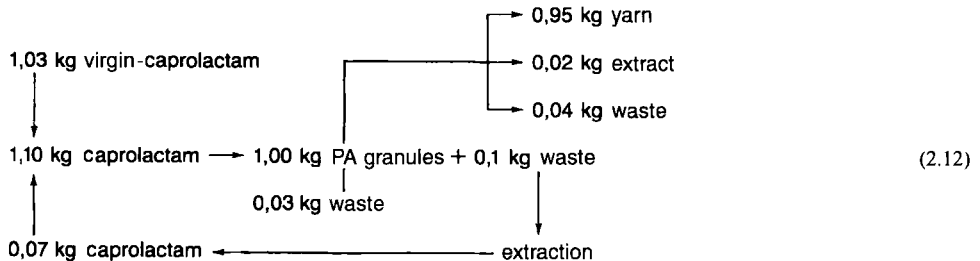 0,95 kg yarn
1,03 kg virgin-caprolactam
0,02 kg extract
0,04 kg waste
1,10 kg caprolactam 1,00 kg PA granules + 0,1 kg waste (2.12)
0,03 kg waste
0,07 kg caprolactam extraction